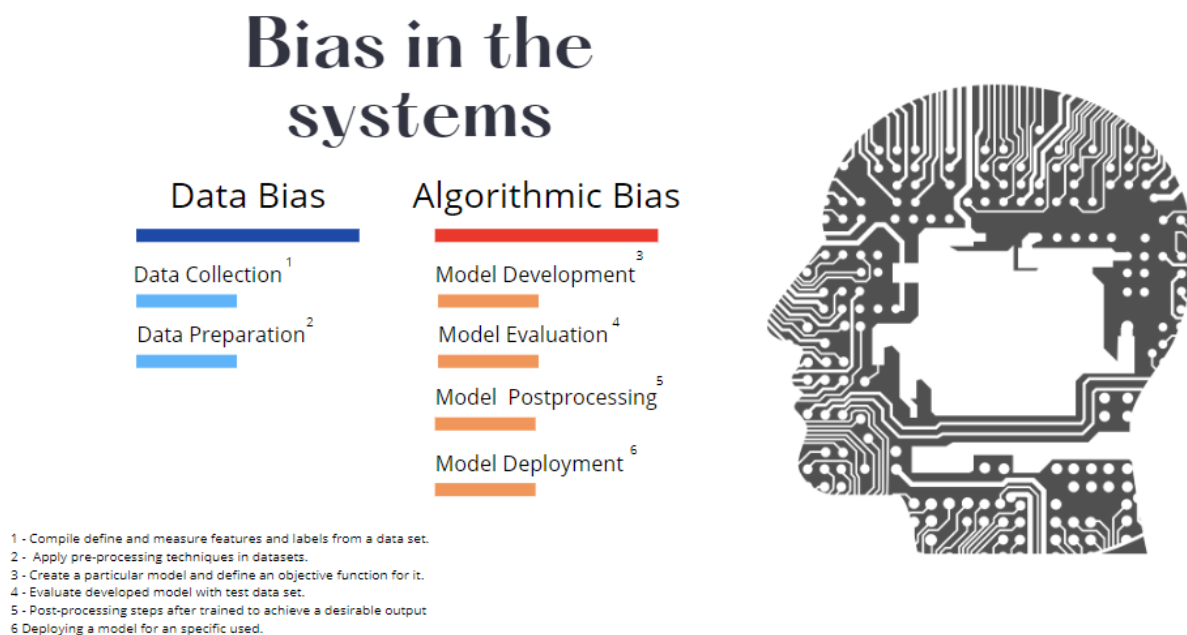 Bias in the
systems
Data Bias
Data Collection 1
Data Preparation 2
Algorithmic Bias
Model Development 3
Model Evaluation 4
Model Postprocessing 5
Model Deployment 6
1 - Compile define and measure features and labels from a data set.
2 - Apply pre-processing techniques in datasets.
3 - Create a particular model and define an objective function for it.
4 - Evaluate developed model with test data set.
5 - Post-processing steps after trained to achieve a desirable output
6 Deploying a model for an specific used.